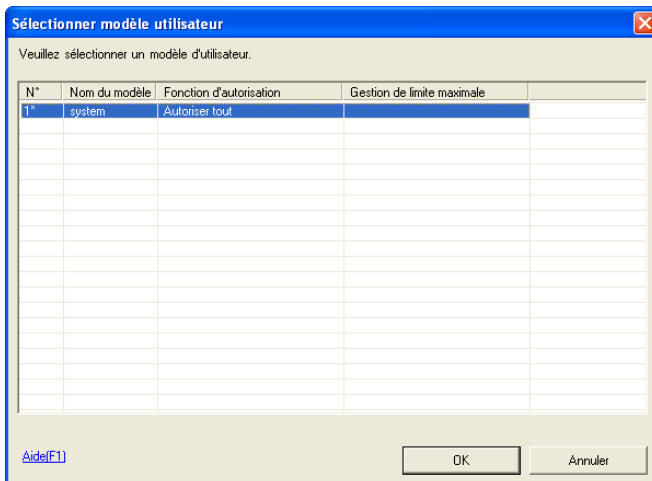 Sélectionner modèle utilisateur
Veuillez sélectionner un modèle d'utilisateur.
N° Nom du modèle Fonction d'autorisation Gestion de limite maximale
1* system Autoriser tout
Aide(F1) OK Annuler